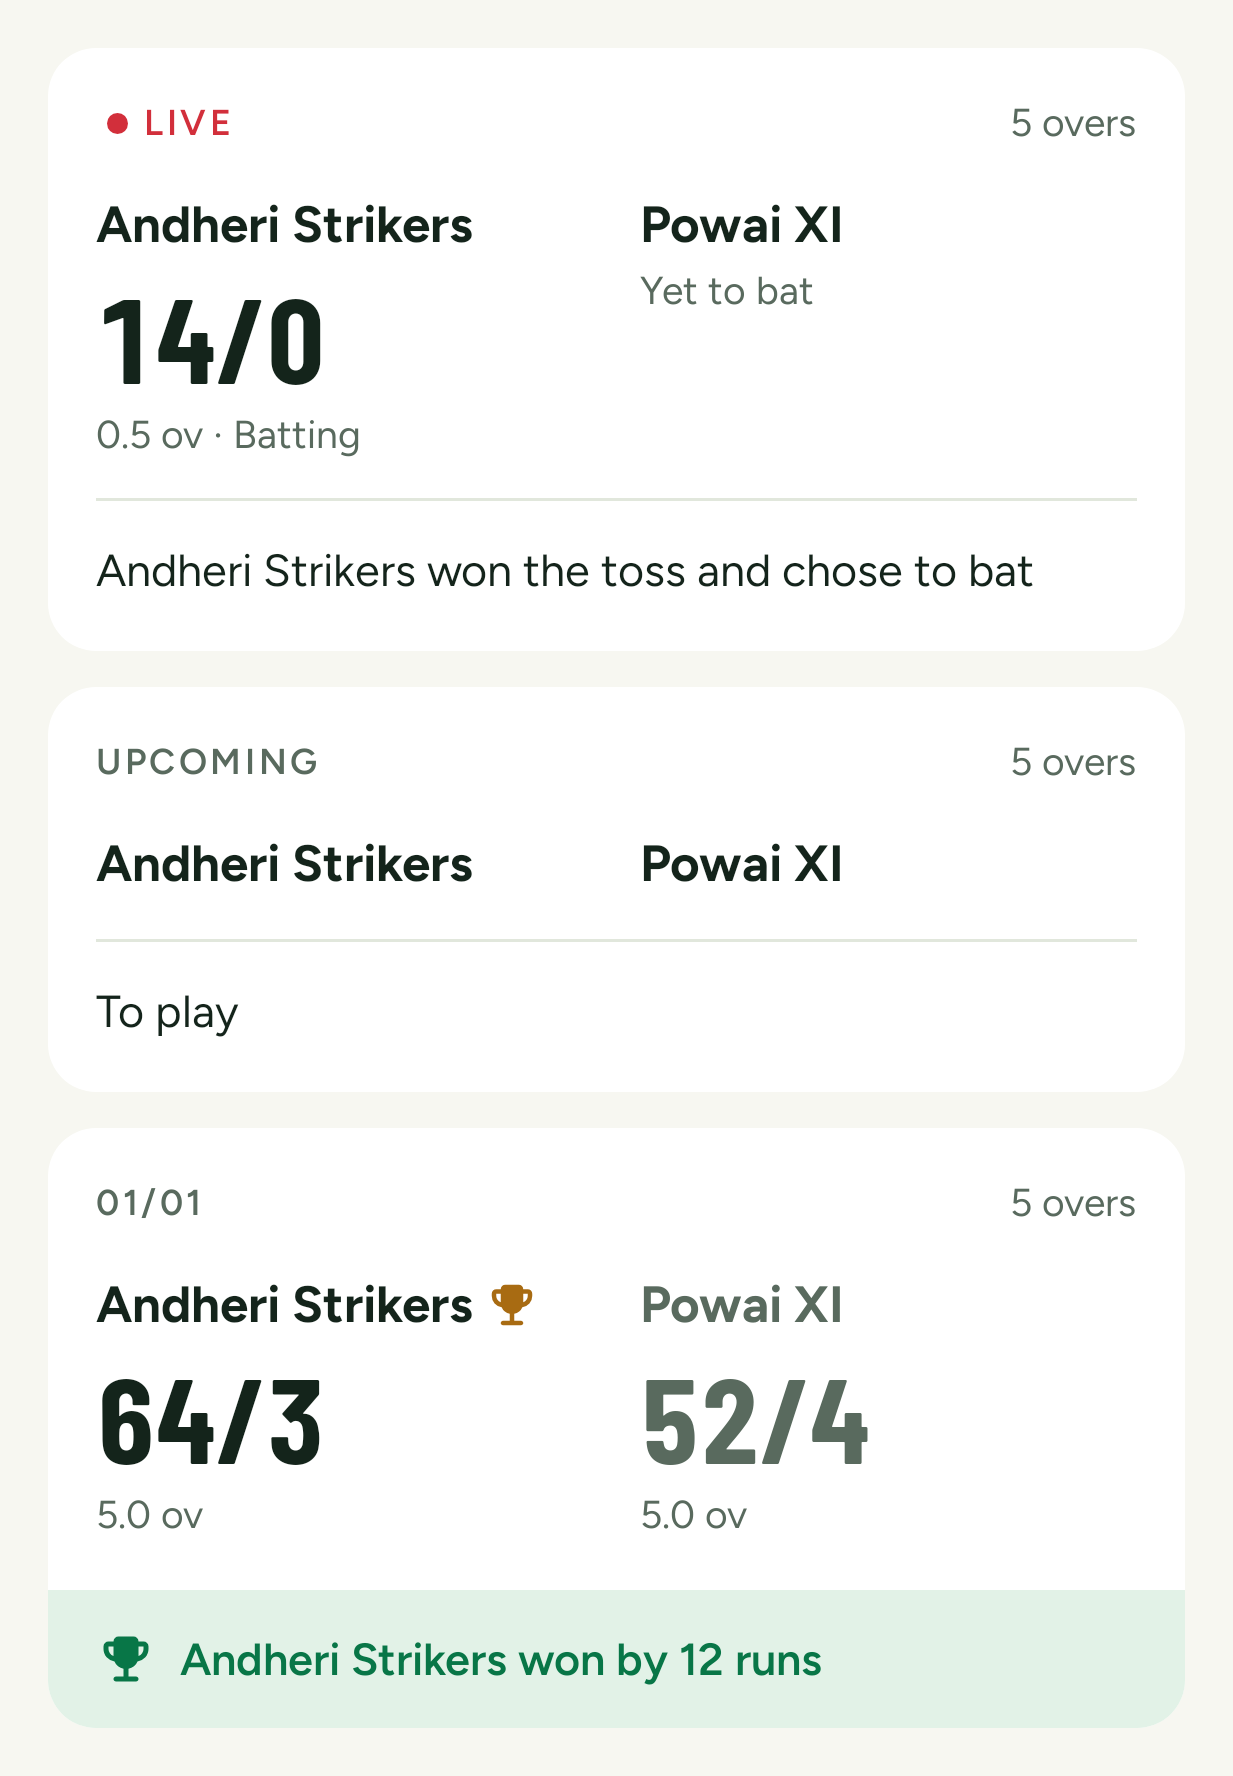 LIVE 5 overs
Andheri Strikers Powai XI
Yet to bat
14/0
0.5 ov · Batting
Andheri Strikers won the toss and chose to bat
UPCOMING 5 overs
Andheri Strikers Powai XI
To play
01/01 5 overs
Andheri Strikers Powai XI
64/3 52/4
5.0 ov 5.0 ov
Andheri Strikers won by 12 runs